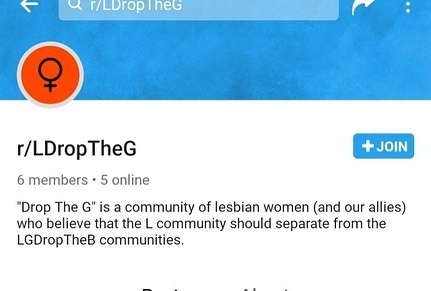 r/LDropTheG
r/LDropTheG
+ JOIN
6 members • 5 online
"Drop The G" is a community of lesbian women (and our allies)
who believe that the L community should separate from the
LGDropTheB communities.